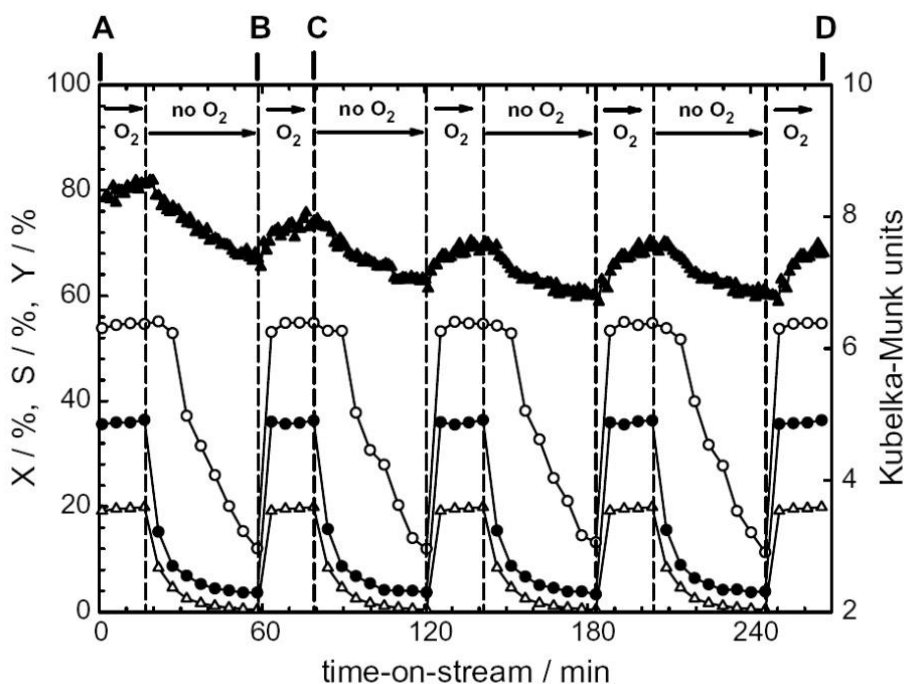 A B C D
100 10
no O2 no O2 no O2 no O2
O2 O2 O2 O2 O2
80
8
60
6
40
4
20
0 2
0 60 120 180 240
X / %, S / %, Y / %
Kubelka-Munk units
time-on-stream / min